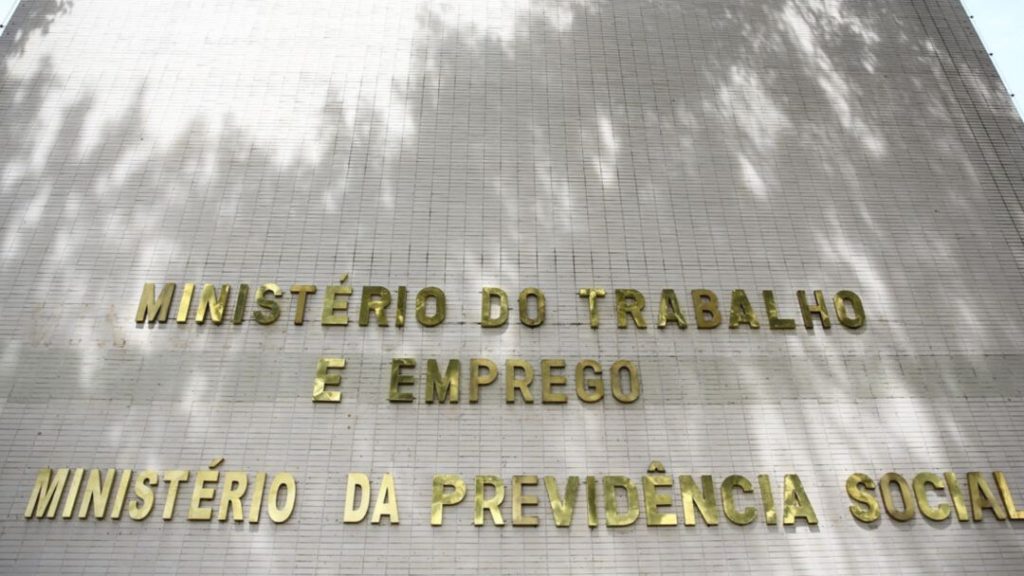 MINISTÉRIO DO TRABALHO
E EMPREGO
MINISTÉRIO DA PREVIDÊNCIA SOCIAL